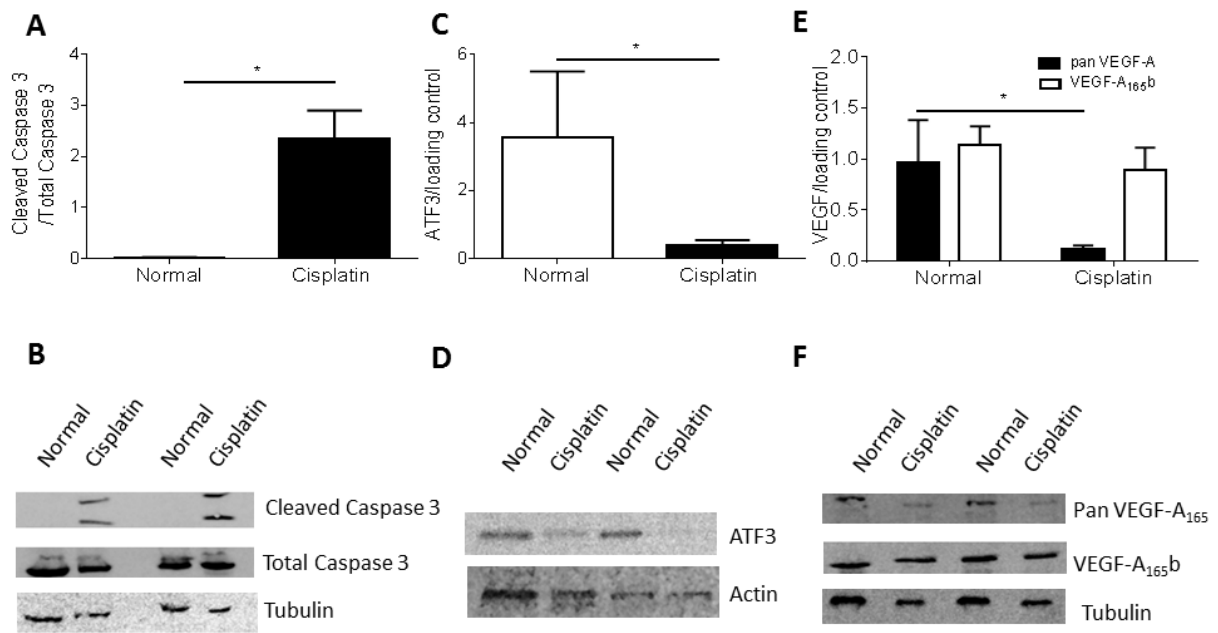 A
Cleaved Caspase 3
/Total Caspase 3
4
3
2
1
0
*
Normal
Cisplatin
C
ATF3/loading control
6
4
2
0
*
Normal
Cisplatin
E
VEGF/loading control
2.0
1.5
1.0
0.5
0.0
*
pan VEGF-A
VEGF-A₁₆₅b
Normal
Cisplatin
B
Normal
Cisplatin
Normal
Cisplatin
Cleaved Caspase 3
Total Caspase 3
Tubulin
D
Normal
Cisplatin
Normal
Cisplatin
ATF3
Actin
F
Normal
Cisplatin
Normal
Cisplatin
Pan VEGF-A₁₆₅
VEGF-A₁₆₅b
Tubulin